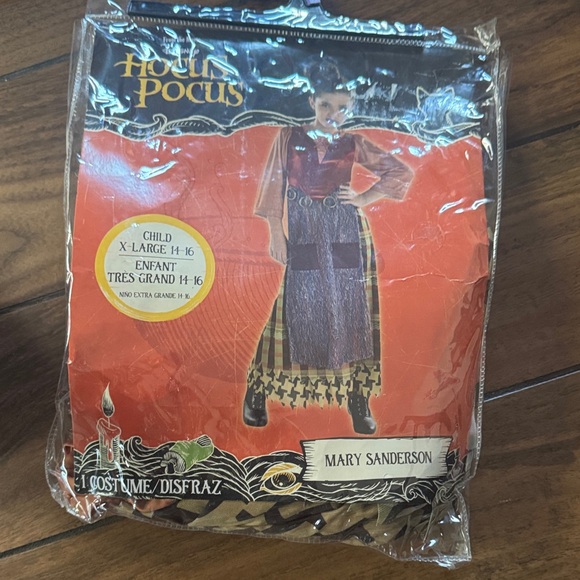 Hocus
Pocus
CHILD
X-LARGE 14-16
ENFANT
TRÈS GRAND 14-16
NIÑO EXTRA GRANDE 14-16
MARY SANDERSON
1 COSTUME/DISFRAZ